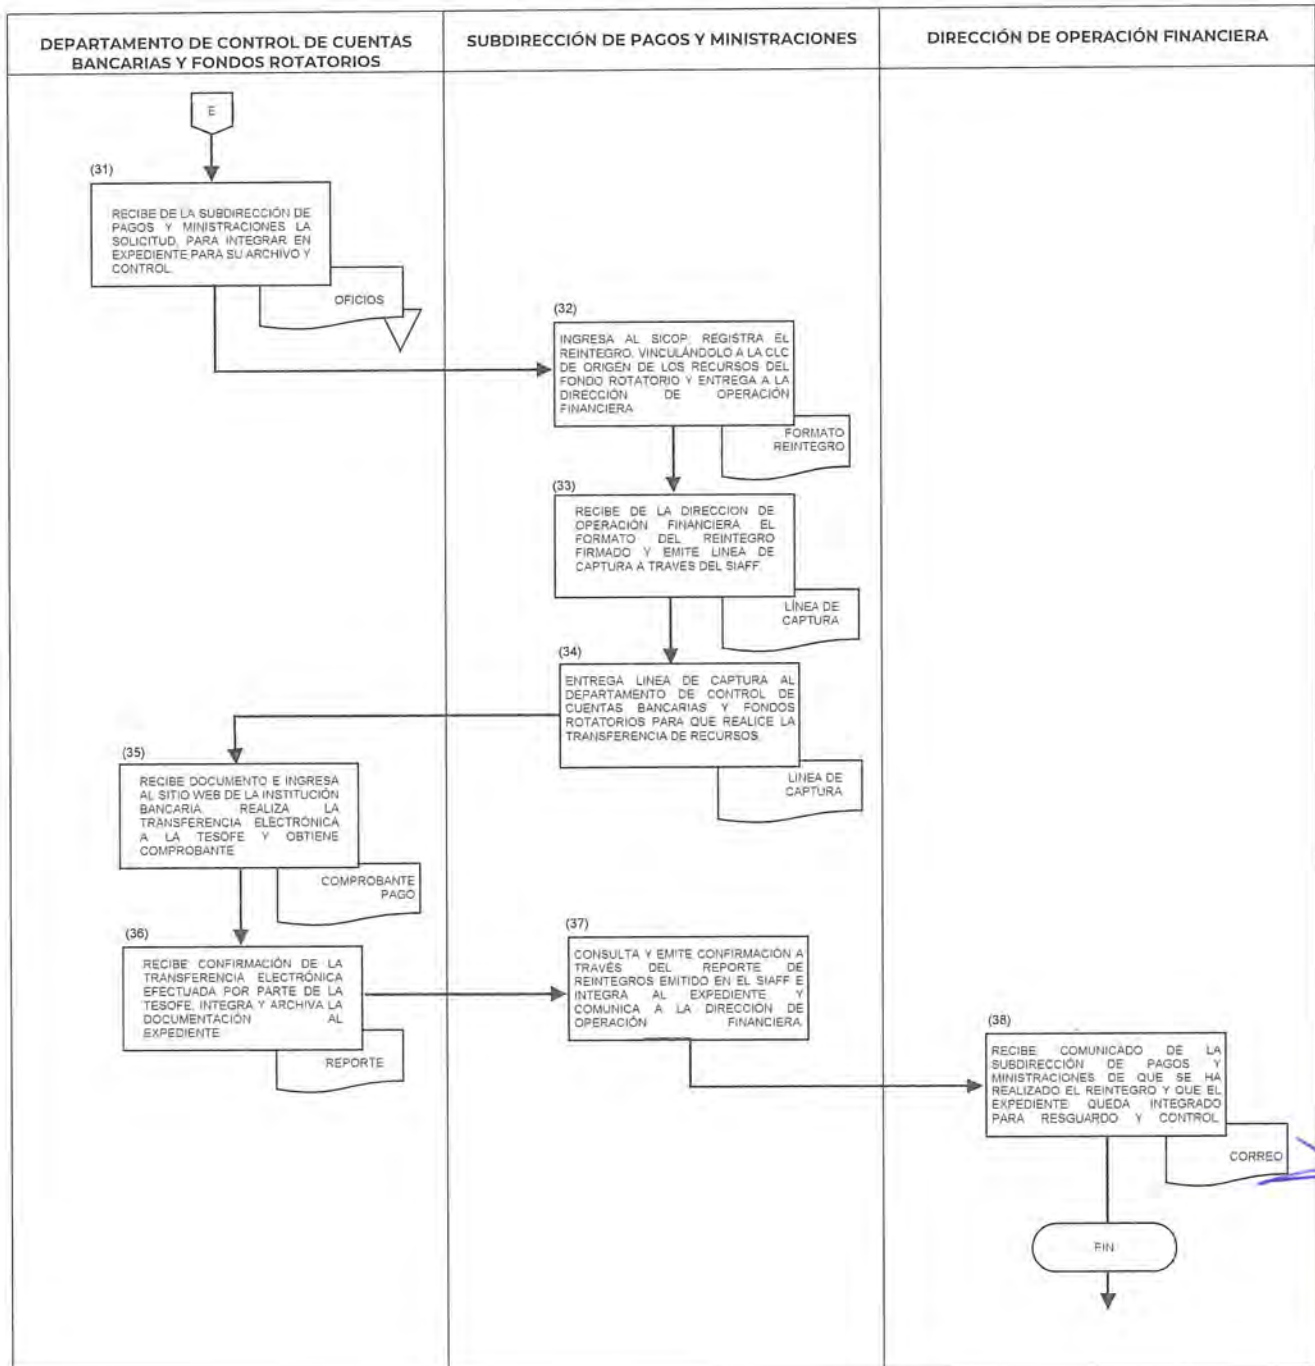 DEPARTAMENTO DE CONTROL DE CUENTAS
BANCARIAS Y FONDOS ROTATORIOS
SUBDIRECCIÓN DE PAGOS Y MINISTRACIONES
DIRECCIÓN DE OPERACIÓN FINANCIERA
E
(31)
RECIBE DE LA SUBDIRECCIÓN DE
PAGOS Y MINISTRACIONES LA
SOLICITUD, PARA INTEGRAR EN
EXPEDIENTE PARA SU ARCHIVO Y
CONTROL.
OFICIOS
(32)
INGRESA AL SICOP, REGISTRA EL
REINTEGRO, VINCULÁNDOLO A LA CLC
DE ORIGEN DE LOS RECURSOS DEL
FONDO ROTATORIO Y ENTREGA A LA
DIRECCIÓN DE OPERACIÓN
FINANCIERA
FORMATO
REINTEGRO
(33)
RECIBE DE LA DIRECCION DE
OPERACIÓN FINANCIERA EL
FORMATO DEL REINTEGRO
FIRMADO Y EMITE LINEA DE
CAPTURA A TRAVES DEL SIAFF.
LÍNEA DE
CAPTURA
(34)
ENTREGA LINEA DE CAPTURA AL
DEPARTAMENTO DE CONTROL DE
CUENTAS BANCARIAS Y FONDOS
ROTATORIOS PARA QUE REALICE LA
TRANSFERENCIA DE RECURSOS.
LINEA DE
CAPTURA
(35)
RECIBE DOCUMENTO E INGRESA
AL SITIO WEB DE LA INSTITUCIÓN
BANCARIA, REALIZA LA
TRANSFERENCIA ELECTRÓNICA
A LA TESOFE Y OBTIENE
COMPROBANTE
COMPROBANTE
PAGO
(36)
RECIBE CONFIRMACIÓN DE LA
TRANSFERENCIA ELECTRÓNICA
EFECTUADA POR PARTE DE LA
TESOFE, INTEGRA Y ARCHIVA LA
DOCUMENTACIÓN AL
EXPEDIENTE
REPORTE
(37)
CONSULTA Y EMITE CONFIRMACIÓN A
TRAVÉS DEL REPORTE DE
REINTEGROS EMITIDO EN EL SIAFF E
INTEGRA AL EXPEDIENTE Y
COMUNICA A LA DIRECCIÓN DE
OPERACIÓN FINANCIERA.
(38)
RECIBE COMUNICADO DE LA
SUBDIRECCIÓN DE PAGOS Y
MINISTRACIONES DE QUE SE HA
REALIZADO EL REINTEGRO Y QUE EL
EXPEDIENTE QUEDA INTEGRADO
PARA RESGUARDO Y CONTROL.
CORREO
FIN